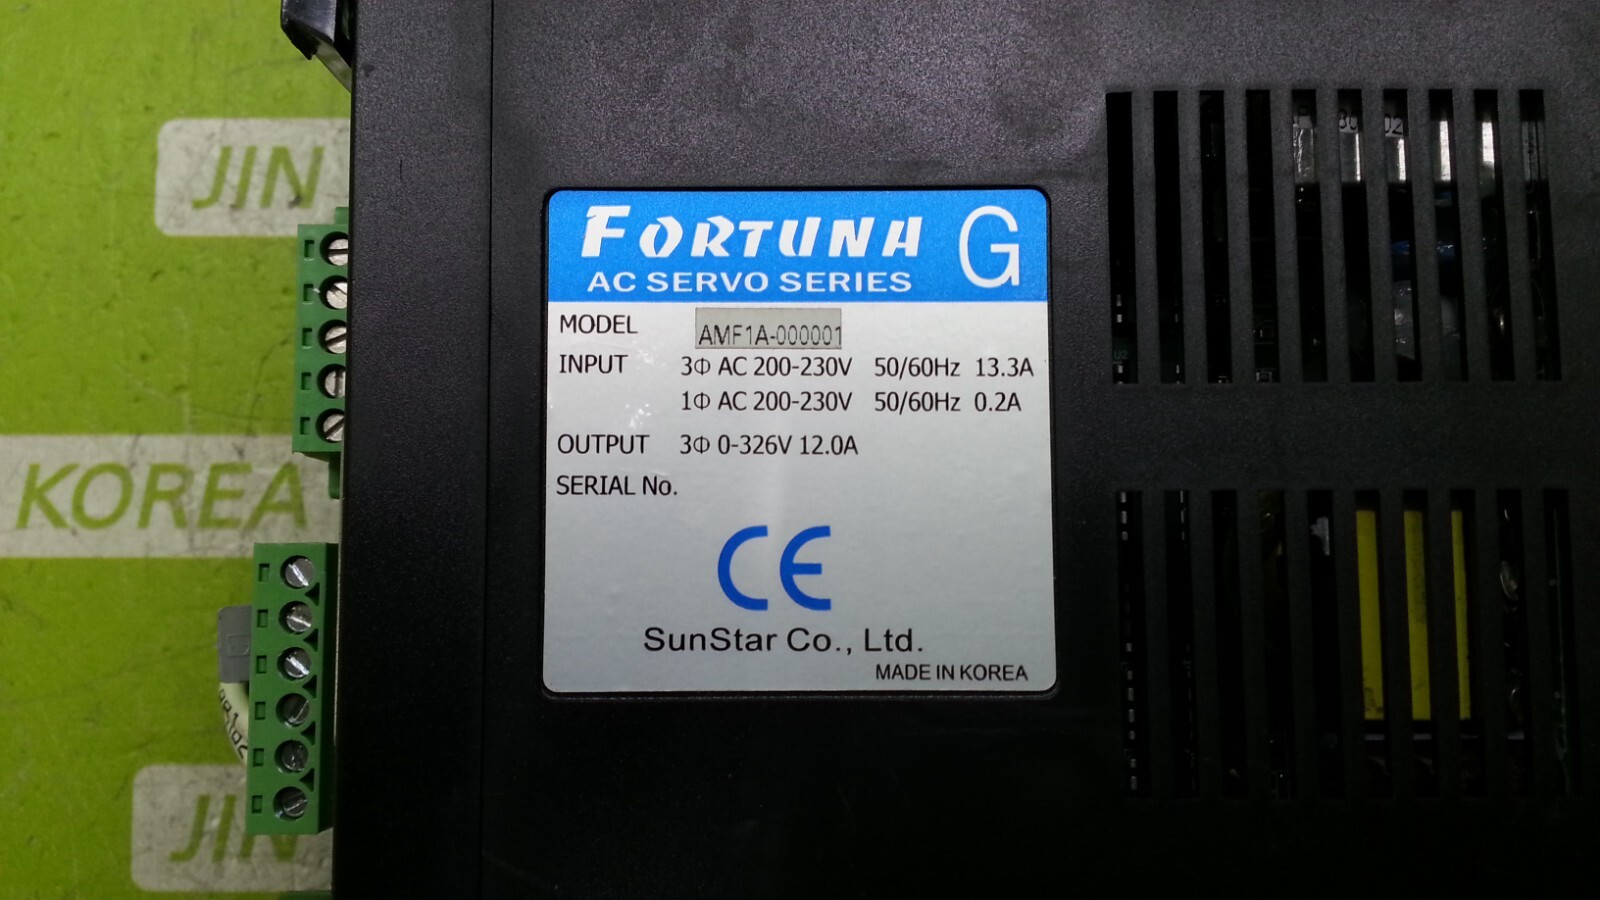 JIN
KOREA
JIN
FORTUNA G
AC SERVO SERIES
MODEL AMF1A-000001
INPUT 3Φ AC 200-230V 50/60Hz 13.3A
1Φ AC 200-230V 50/60Hz 0.2A
OUTPUT 3Φ 0-326V 12.0A
SERIAL No.
CE
SunStar Co., Ltd.
MADE IN KOREA